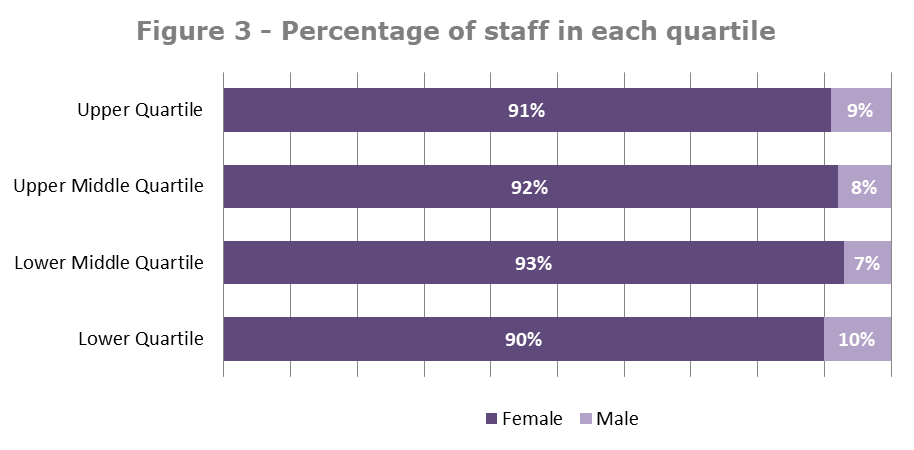 Figure 3 - Percentage of staff in each quartile
Upper Quartile 91% 9%
Upper Middle Quartile 92% 8%
Lower Middle Quartile 93% 7%
Lower Quartile 90% 10%
Female Male